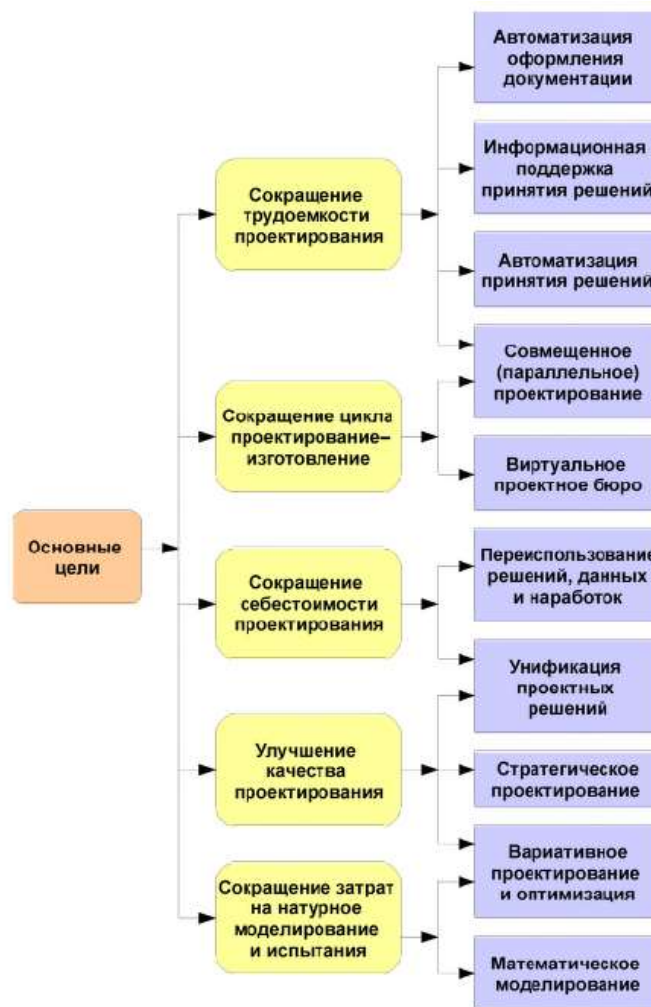 Основные
цели
Сокращение
трудоемкости
проектирования
Сокращение цикла
проектирование–
изготовление
Сокращение
себестоимости
проектирования
Улучшение
качества
проектирования
Сокращение затрат
на натурное
моделирование
и испытания
Автоматизация
оформления
документации
Информационная
поддержка
принятия решений
Автоматизация
принятия решений
Совмещенное
(параллельное)
проектирование
Виртуальное
проектное бюро
Переиспользование
решений, данных
и наработок
Унификация
проектных
решений
Стратегическое
проектирование
Вариативное
проектирование
и оптимизация
Математическое
моделирование